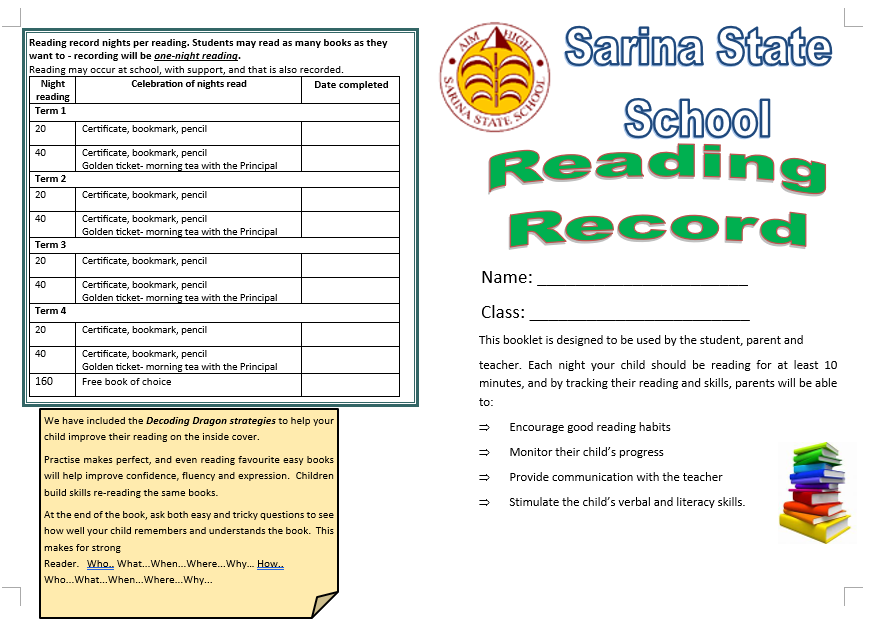 Reading record nights per reading. Students may read as many books as they
want to - recording will be one-night reading.
Reading may occur at school, with support, and that is also recorded.
Night reading Celebration of nights read Date completed
Term 1
20 Certificate, bookmark, pencil
40 Certificate, bookmark, pencil
Golden ticket- morning tea with the Principal
Term 2
20 Certificate, bookmark, pencil
40 Certificate, bookmark, pencil
Golden ticket- morning tea with the Principal
Term 3
20 Certificate, bookmark, pencil
40 Certificate, bookmark, pencil
Golden ticket- morning tea with the Principal
Term 4
20 Certificate, bookmark, pencil
40 Certificate, bookmark, pencil
Golden ticket- morning tea with the Principal
160 Free book of choice
We have included the Decoding Dragon strategies to help your
child improve their reading on the inside cover.
Practise makes perfect, and even reading favourite easy books
will help improve confidence, fluency and expression. Children
build skills re-reading the same books.
At the end of the book, ask both easy and tricky questions to see
how well your child remembers and understands the book. This
makes for strong
Reader. Who.. What...When...Where...Why... How..
Who...What...When...Where...Why...
AIM HIGH
SARINA STATE SCHOOL
Sarina State
School
Reading
Record
Name: ________________________
Class: _________________________
This booklet is designed to be used by the student, parent and
teacher. Each night your child should be reading for at least 10
minutes, and by tracking their reading and skills, parents will be able
to:
⇒ Encourage good reading habits
⇒ Monitor their child's progress
⇒ Provide communication with the teacher
⇒ Stimulate the child's verbal and literacy skills.